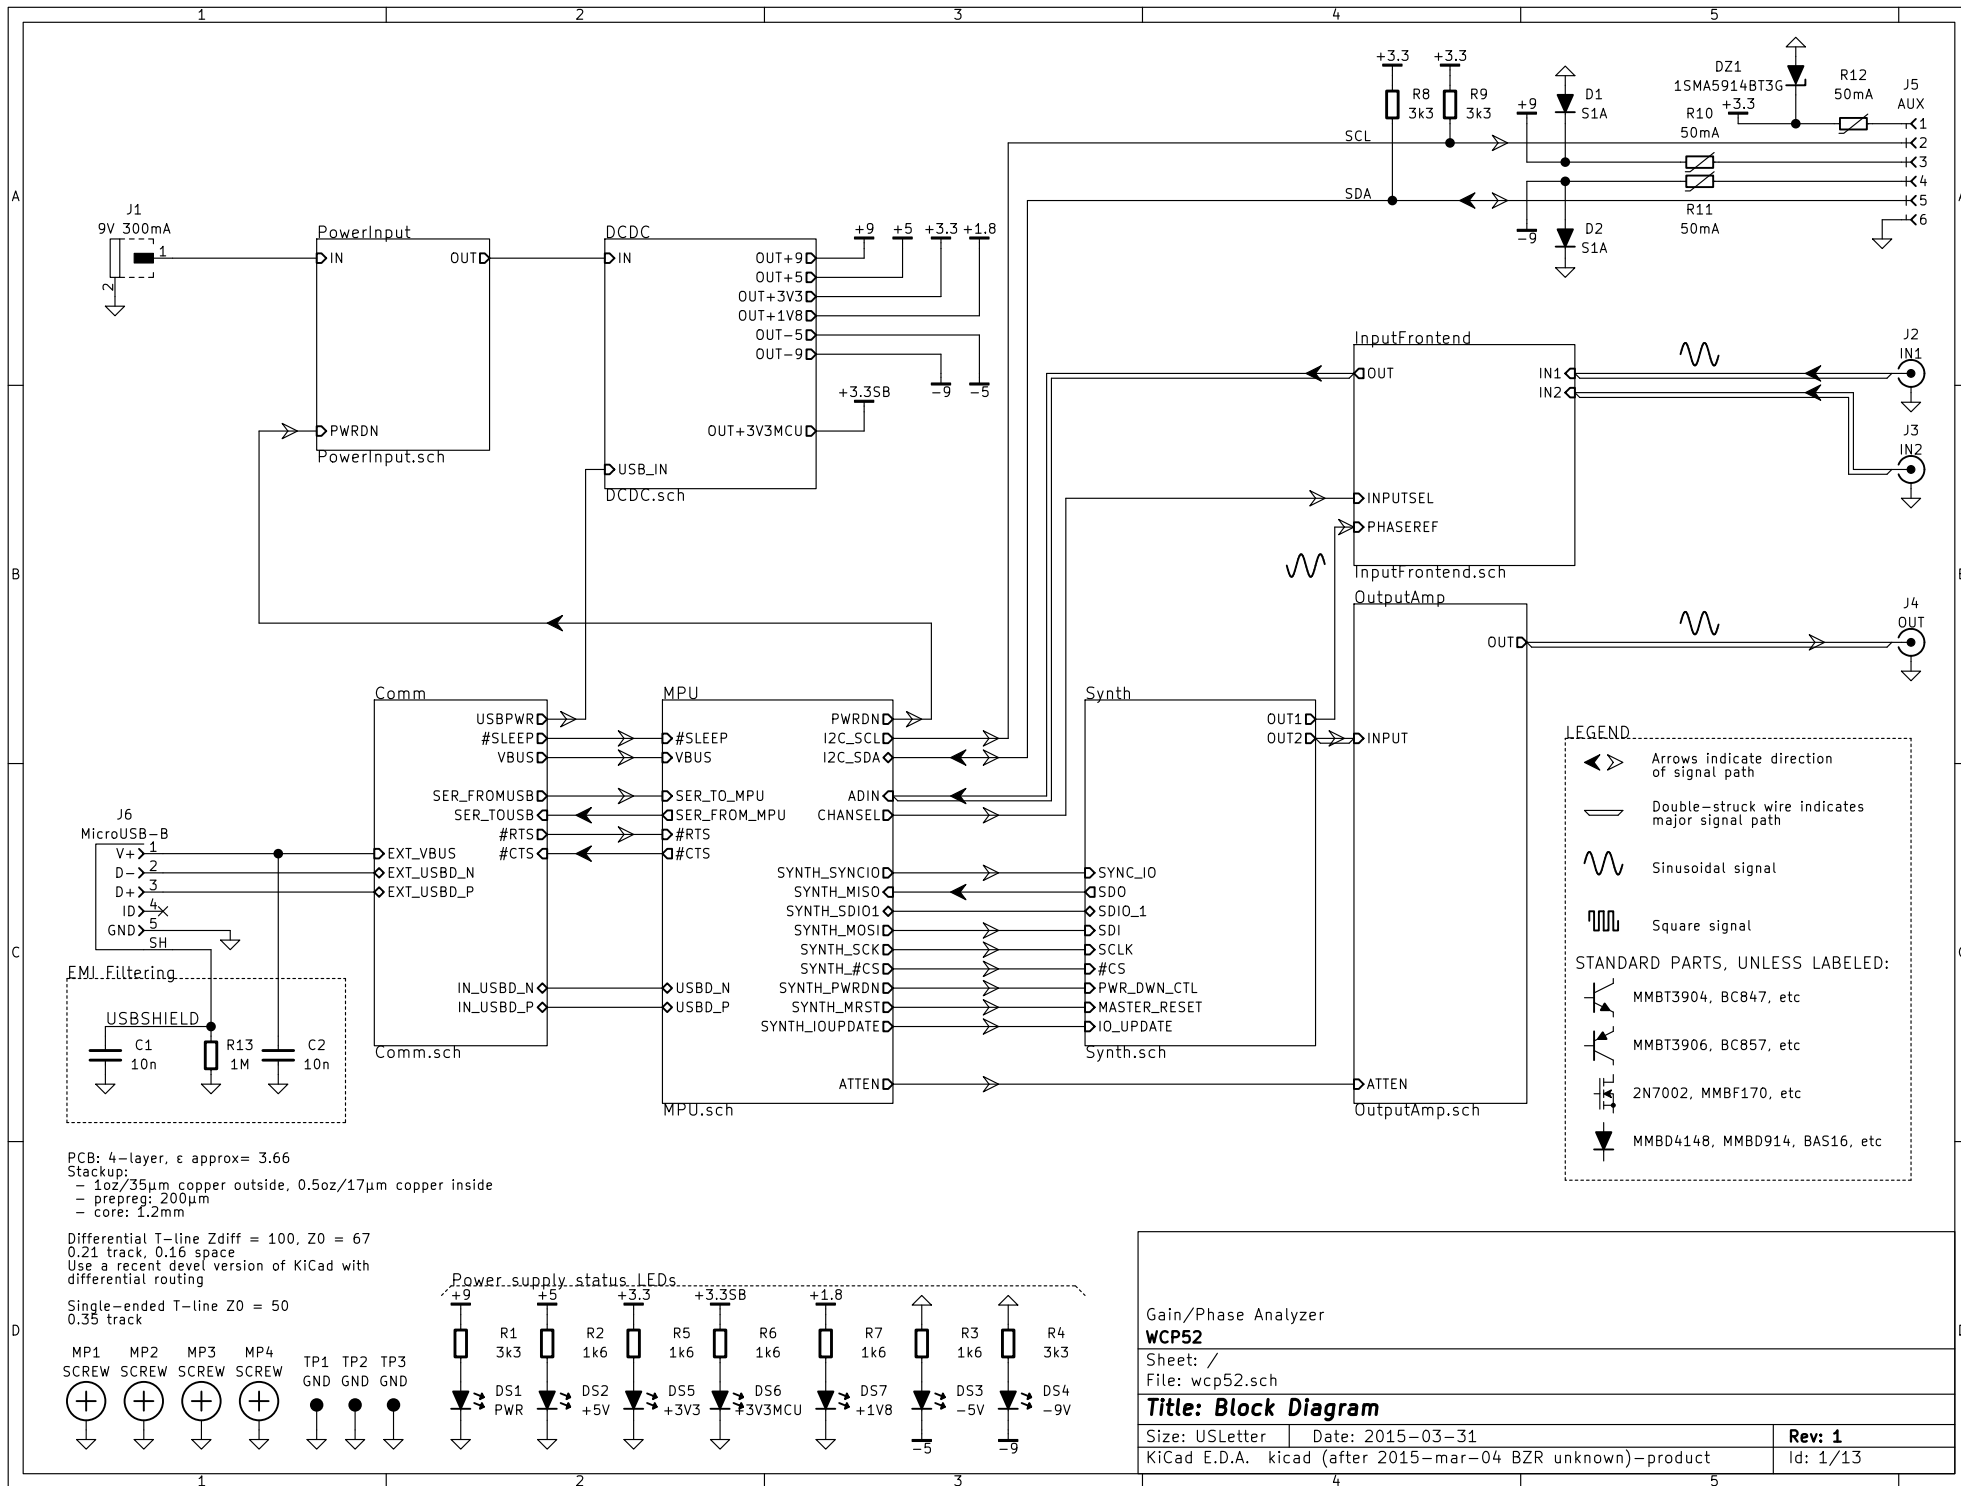 1 2 3 4 5
A
B
C
D
J1
9V 300mA
1
2
PowerInput
IN
OUT
PWRDN
PowerInput.sch
DCDC
IN
OUT+9
OUT+5
OUT+3V3
OUT+1V8
OUT-5
OUT-9
OUT+3V3MCU
USB_IN
DCDC.sch
+9 +5 +3.3 +1.8
-9 -5
+3.3SB
+3.3 +3.3
R8
3k3
R9
3k3
SCL
SDA
+9
-9
D1
S1A
D2
S1A
DZ1
1SMA5914BT3G
+3.3
R10
50mA
R11
50mA
R12
50mA
J5
AUX
1
2
3
4
5
6
InputFrontend
OUT
IN1
IN2
INPUTSEL
PHASEREF
InputFrontend.sch
J2
IN1
J3
IN2
OutputAmp
OUT
INPUT
ATTEN
OutputAmp.sch
J4
OUT
Comm
USBPWR
#SLEEP
VBUS
SER_FROMUSB
SER_TOUSB
#RTS
#CTS
EXT_VBUS
EXT_USBD_N
EXT_USBD_P
IN_USBD_N
IN_USBD_P
Comm.sch
MPU
#SLEEP
VBUS
SER_TO_MPU
SER_FROM_MPU
#RTS
#CTS
USBD_N
USBD_P
PWRDN
I2C_SCL
I2C_SDA
ADIN
CHANSEL
SYNTH_SYNCIO
SYNTH_MISO
SYNTH_SDIO1
SYNTH_MOSI
SYNTH_SCK
SYNTH_#CS
SYNTH_PWRDN
SYNTH_MRST
SYNTH_IOUPDATE
ATTEN
MPU.sch
Synth
OUT1
OUT2
SYNC_IO
SDO
SDIO_1
SDI
SCLK
#CS
PWR_DWN_CTL
MASTER_RESET
IO_UPDATE
Synth.sch
J6
MicroUSB-B
V+ 1
D- 2
D+ 3
ID 4
GND 5
SH
EMI Filtering
USBSHIELD
C1
10n
R13
1M
C2
10n
LEGEND
Arrows indicate direction
of signal path
Double-struck wire indicates
major signal path
Sinusoidal signal
Square signal
STANDARD PARTS, UNLESS LABELED:
MMBT3904, BC847, etc
MMBT3906, BC857, etc
2N7002, MMBF170, etc
MMBD4148, MMBD914, BAS16, etc
PCB: 4-layer, ε approx= 3.66
Stackup:
- 1oz/35µm copper outside, 0.5oz/17µm copper inside
- prepreg: 200µm
- core: 1.2mm
Differential T-line Zdiff = 100, Z0 = 67
0.21 track, 0.16 space
Use a recent devel version of KiCad with
differential routing
Single-ended T-line Z0 = 50
0.35 track
MP1 MP2 MP3 MP4
SCREW SCREW SCREW SCREW
TP1 TP2 TP3
GND GND GND
Power supply status LEDs
+9 +5 +3.3 +3.3SB +1.8
R1
3k3
R2
1k6
R5
1k6
R6
1k6
R7
1k6
R3
1k6
R4
3k3
DS1
PWR
DS2
+5V
DS5
+3V3
DS6
+3V3MCU
DS7
+1V8
DS3
-5V
DS4
-9V
-5 -9
Gain/Phase Analyzer
WCP52
Sheet: /
File: wcp52.sch
Title: Block Diagram
Size: USLetter Date: 2015-03-31 Rev: 1
KiCad E.D.A. kicad (after 2015-mar-04 BZR unknown)-product Id: 1/13
1 2 3 4 5